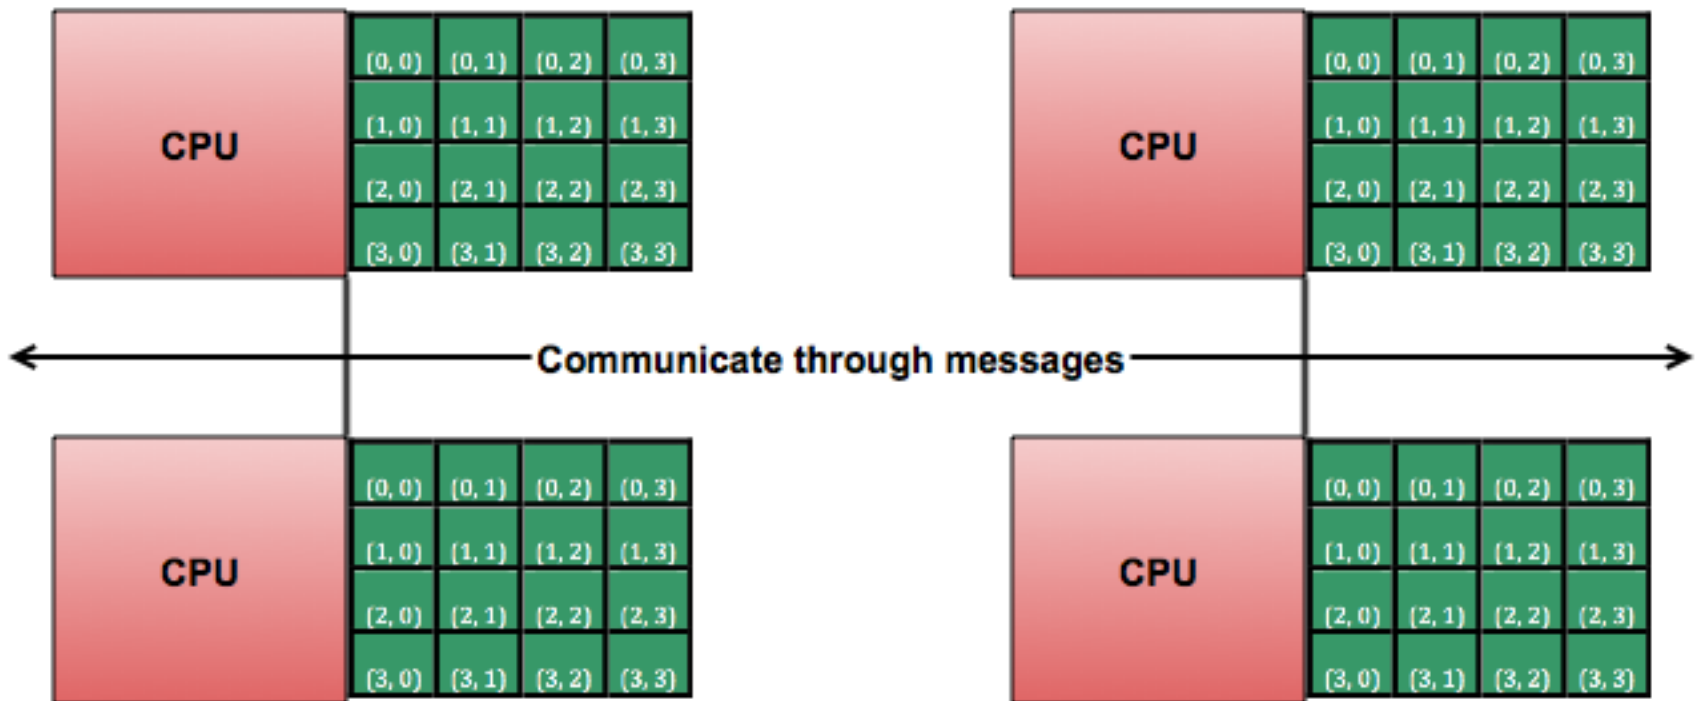 (0, 0) (0, 1) (0, 2) (0, 3) (0, 0) (0, 1) (0, 2) (0, 3)
CPU (1, 0) (1, 1) (1, 2) (1, 3) CPU (1, 0) (1, 1) (1, 2) (1, 3)
(2, 0) (2, 1) (2, 2) (2, 3) (2, 0) (2, 1) (2, 2) (2, 3)
(3, 0) (3, 1) (3, 2) (3, 3) (3, 0) (3, 1) (3, 2) (3, 3)
Communicate through messages
(0, 0) (0, 1) (0, 2) (0, 3) (0, 0) (0, 1) (0, 2) (0, 3)
CPU (1, 0) (1, 1) (1, 2) (1, 3) CPU (1, 0) (1, 1) (1, 2) (1, 3)
(2, 0) (2, 1) (2, 2) (2, 3) (2, 0) (2, 1) (2, 2) (2, 3)
(3, 0) (3, 1) (3, 2) (3, 3) (3, 0) (3, 1) (3, 2) (3, 3)